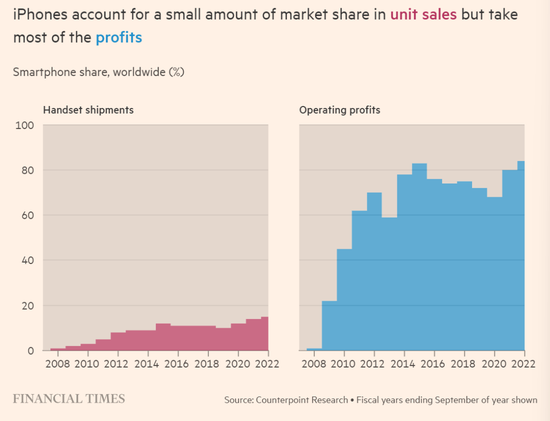 iPhones account for a small amount of market share in unit sales but take
most of the profits
Smartphone share, worldwide (%)
Handset shipments
Operating profits
100
80
60
40
20
0
2008 2010 2012 2014 2016 2018 2020 2022
2008 2010 2012 2014 2016 2018 2020 2022
FINANCIAL TIMES
Source: Counterpoint Research • Fiscal years ending September of year shown